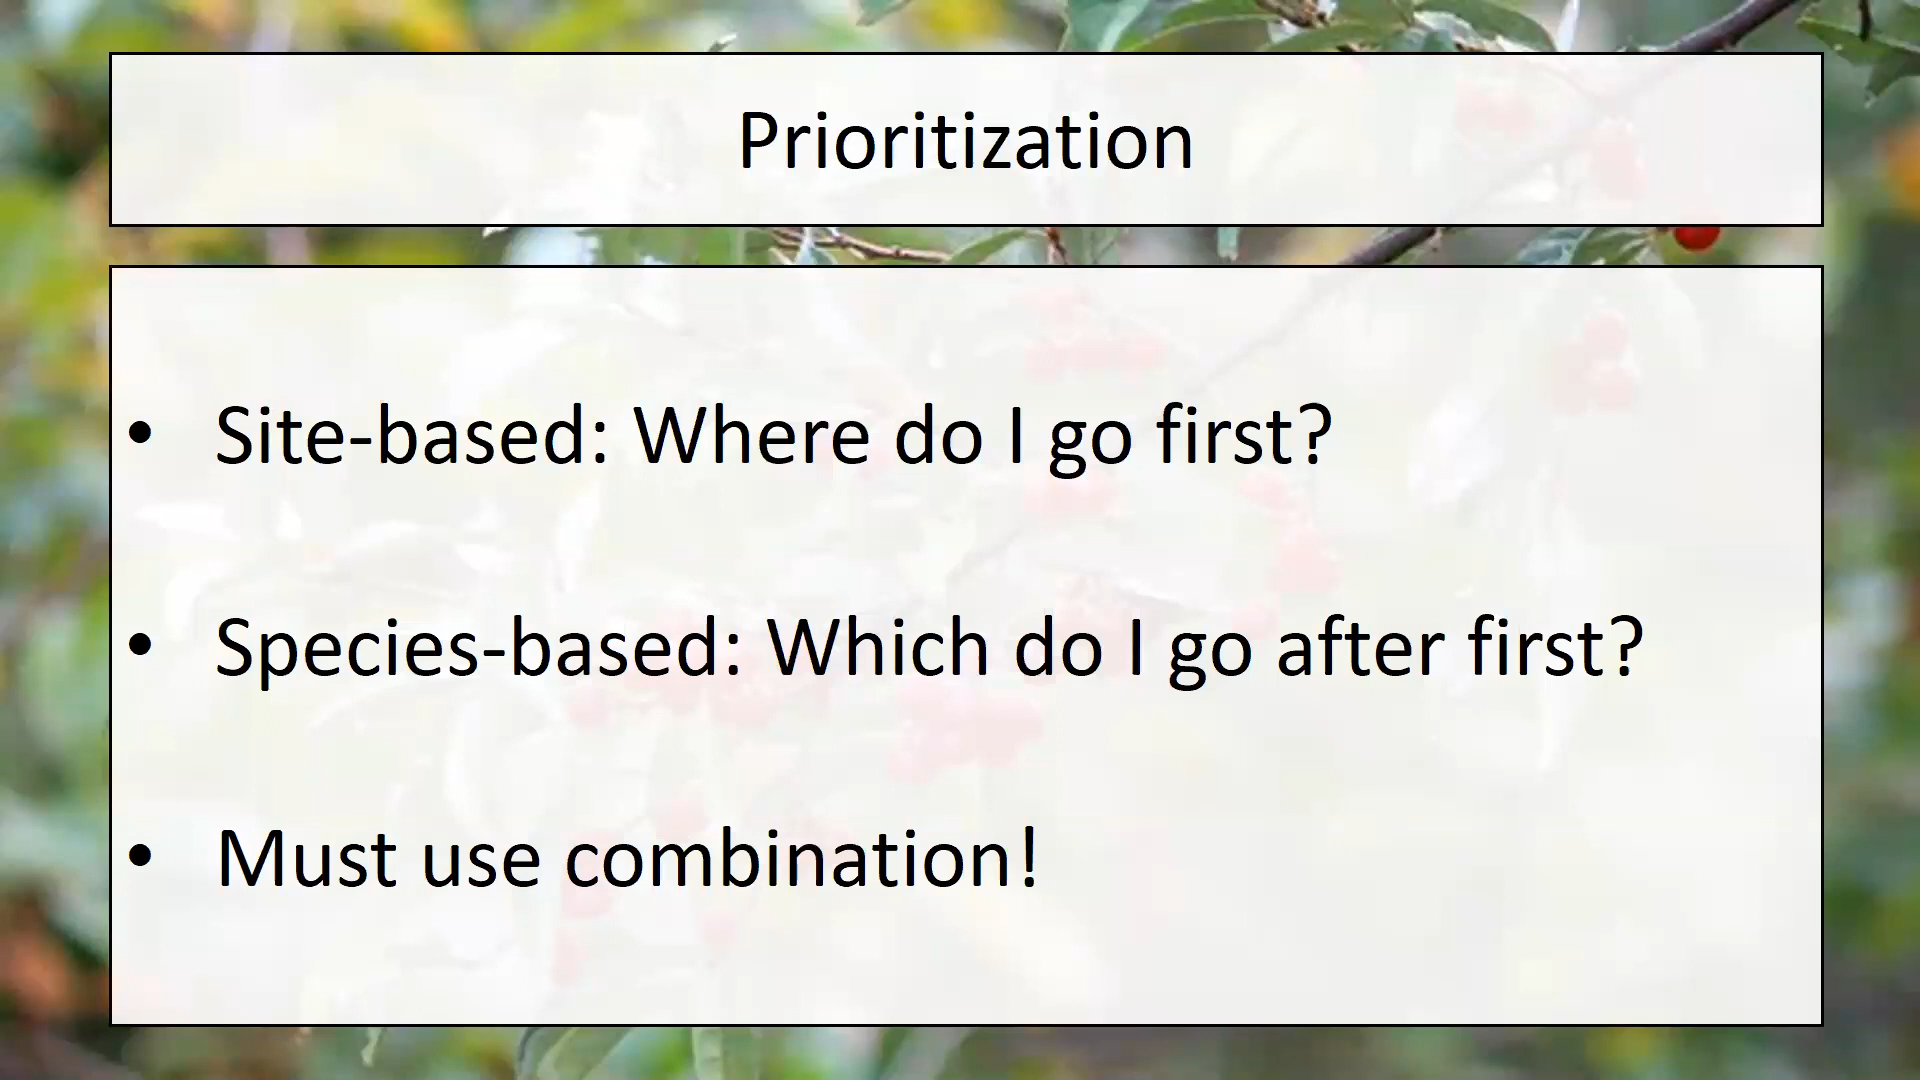 Prioritization
• Site-based: Where do I go first?
• Species-based: Which do I go after first?
• Must use combination!